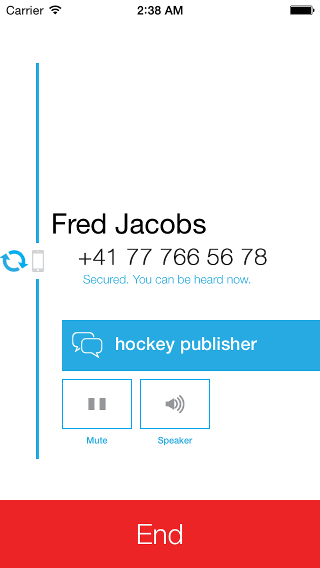 Carrier 2:38 AM
Fred Jacobs
+41 77 766 56 78
Secured. You can be heard now.
hockey publisher
Mute Speaker
End